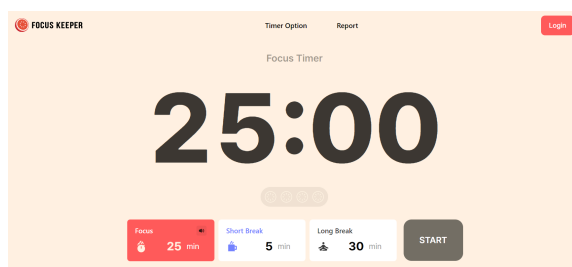 FOCUS KEEPER
Timer Option
Report
Login
Focus Timer
25:00
Focus
25 min
Short Break
5 min
Long Break
30 min
START